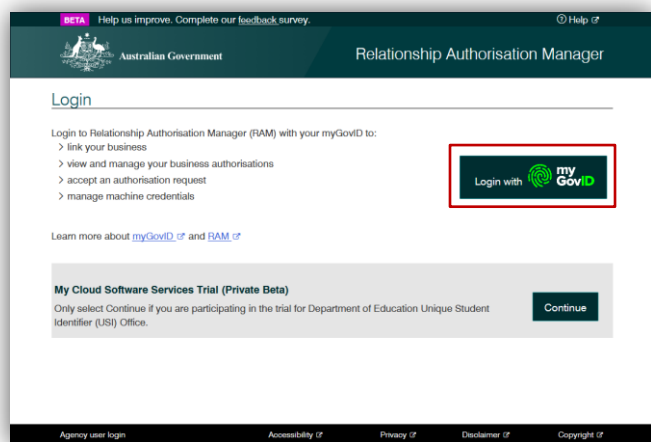 BETA Help us improve. Complete our feedback survey. Help
Australian Government Relationship Authorisation Manager
Login
Login to Relationship Authorisation Manager (RAM) with your myGovID to:
> link your business
> view and manage your business authorisations
> accept an authorisation request
> manage machine credentials
Login with my GovID
Learn more about myGovID and RAM
My Cloud Software Services Trial (Private Beta)
Only select Continue if you are participating in the trial for Department of Education Unique Student
Identifier (USI) Office.
Continue
Agency user login Accessibility Privacy Disclaimer Copyright